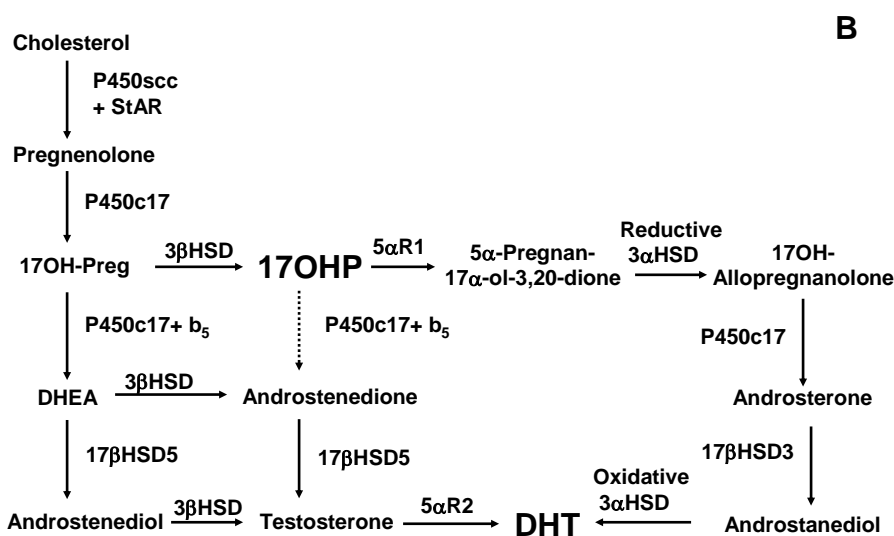 B
Cholesterol
P450scc
+ StAR
Pregnenolone
P450c17
17OH-Preg
3βHSD
17OHP
5αR1
5α-Pregnan-
17α-ol-3,20-dione
Reductive
3αHSD
17OH-
Allopregnanolone
P450c17+ b₅
P450c17+ b₅
P450c17
DHEA
3βHSD
Androstenedione
Androsterone
17βHSD5
17βHSD5
17βHSD3
Androstenediol
3βHSD
Testosterone
5αR2
DHT
Oxidative
3αHSD
Androstanediol